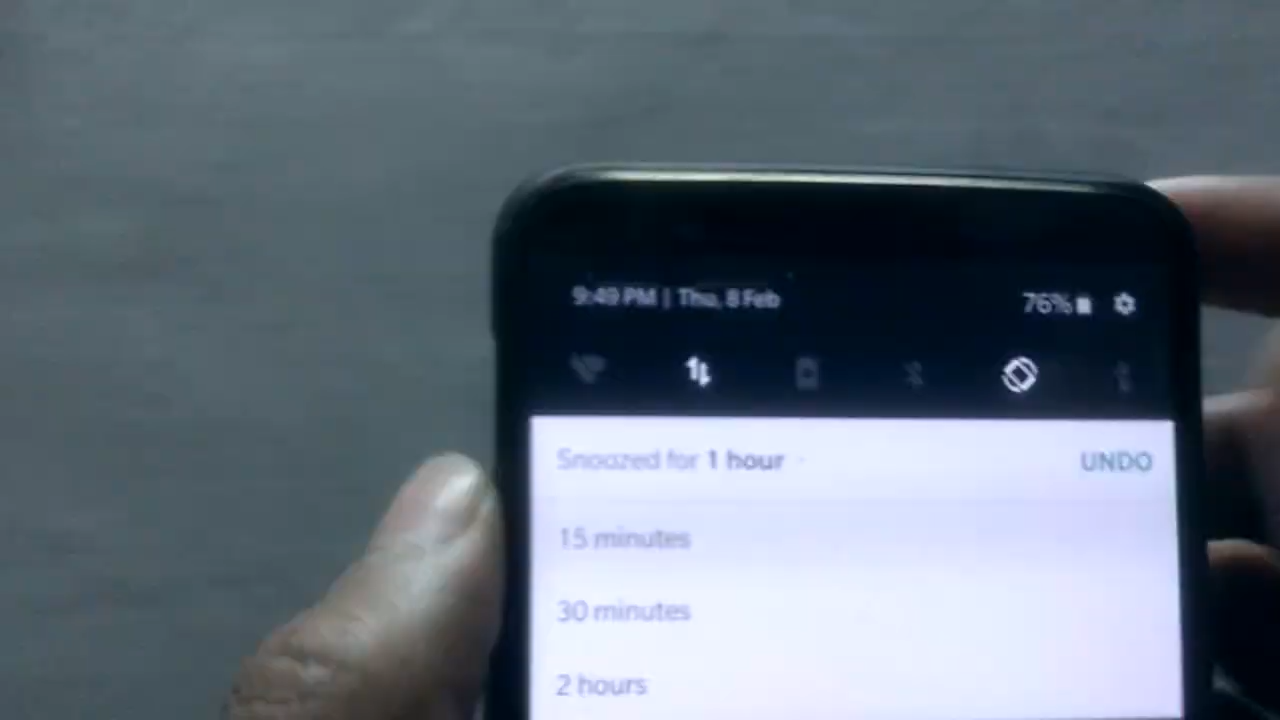 9:49 PM | Thu, 8 Feb
76%
Snoozed for 1 hour
UNDO
15 minutes
30 minutes
2 hours